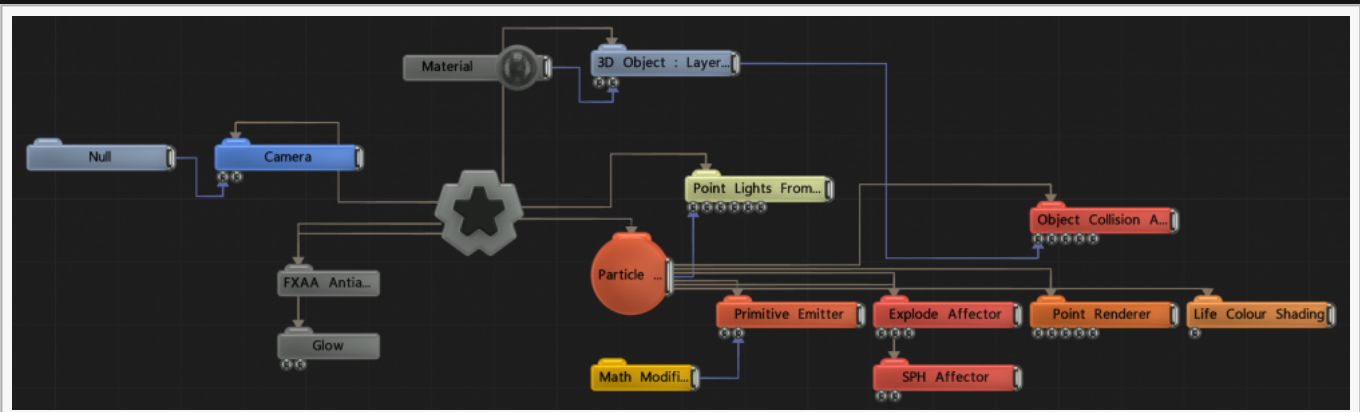 Material
3D Object : Layer...
Null
Camera
Point Lights From...
Object Collision A...
FXAA Antia...
Particle ...
Primitive Emitter
Explode Affector
Point Renderer
Life Colour Shading
Glow
Math Modifi...
SPH Affector